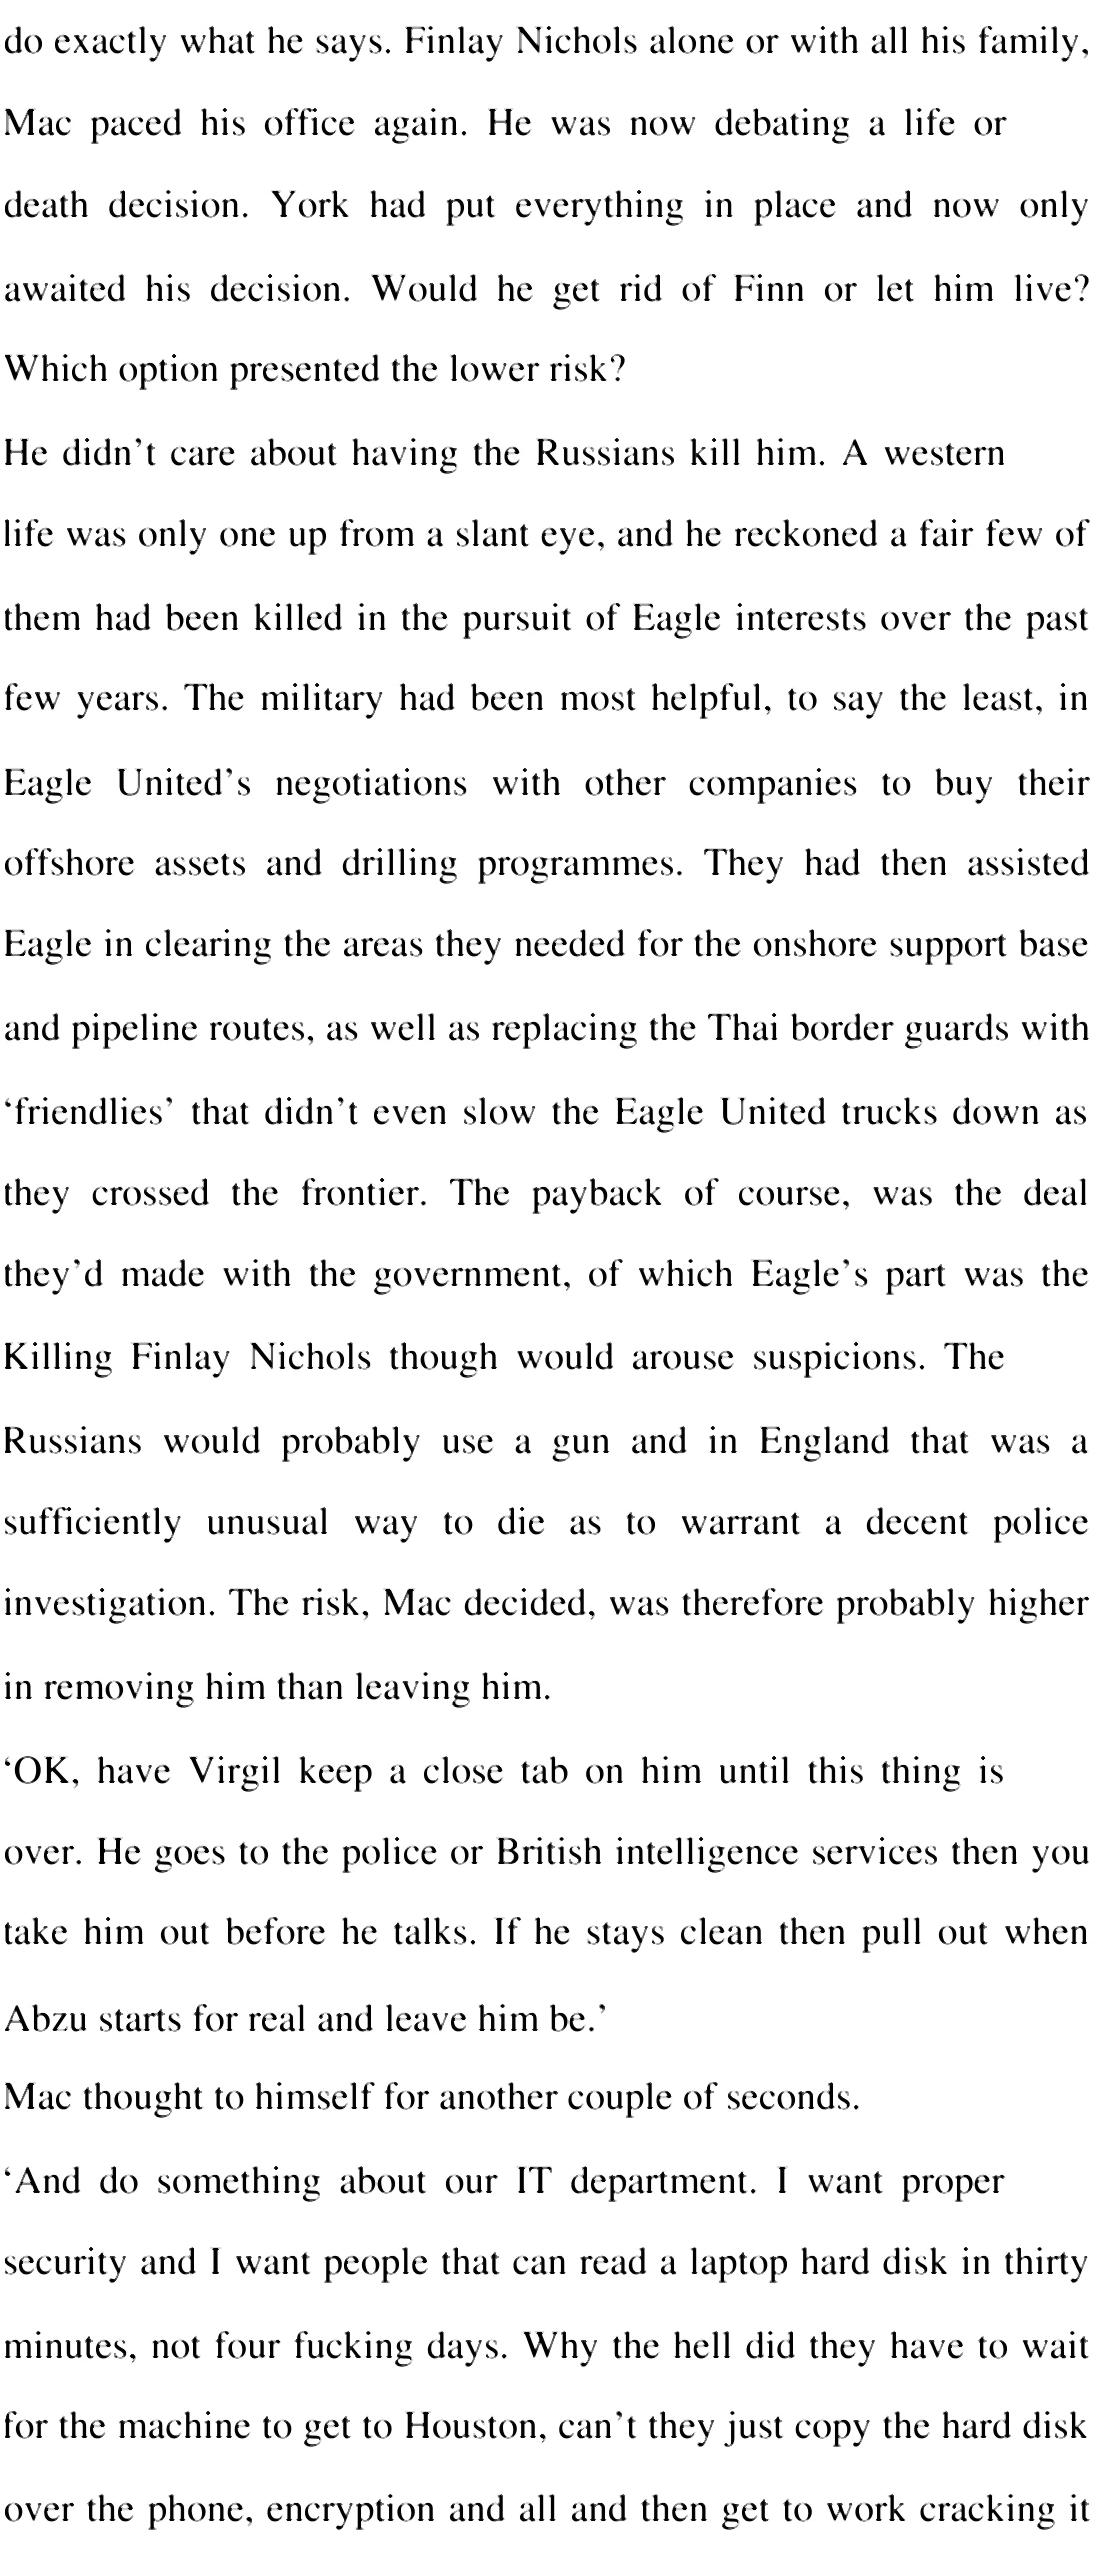 do exactly what he says. Finlay Nichols alone or with all his family,
Mac paced his office again. He was now debating a life or
death decision. York had put everything in place and now only
awaited his decision. Would he get rid of Finn or let him live?
Which option presented the lower risk?
He didn’t care about having the Russians kill him. A western
life was only one up from a slant eye, and he reckoned a fair few of
them had been killed in the pursuit of Eagle interests over the past
few years. The military had been most helpful, to say the least, in
Eagle United’s negotiations with other companies to buy their
offshore assets and drilling programmes. They had then assisted
Eagle in clearing the areas they needed for the onshore support base
and pipeline routes, as well as replacing the Thai border guards with
‘friendlies’ that didn’t even slow the Eagle United trucks down as
they crossed the frontier. The payback of course, was the deal
they’d made with the government, of which Eagle’s part was the
Killing Finlay Nichols though would arouse suspicions. The
Russians would probably use a gun and in England that was a
sufficiently unusual way to die as to warrant a decent police
investigation. The risk, Mac decided, was therefore probably higher
in removing him than leaving him.
‘OK, have Virgil keep a close tab on him until this thing is
over. He goes to the police or British intelligence services then you
take him out before he talks. If he stays clean then pull out when
Abzu starts for real and leave him be.’
Mac thought to himself for another couple of seconds.
‘And do something about our IT department. I want proper
security and I want people that can read a laptop hard disk in thirty
minutes, not four fucking days. Why the hell did they have to wait
for the machine to get to Houston, can’t they just copy the hard disk
over the phone, encryption and all and then get to work cracking it